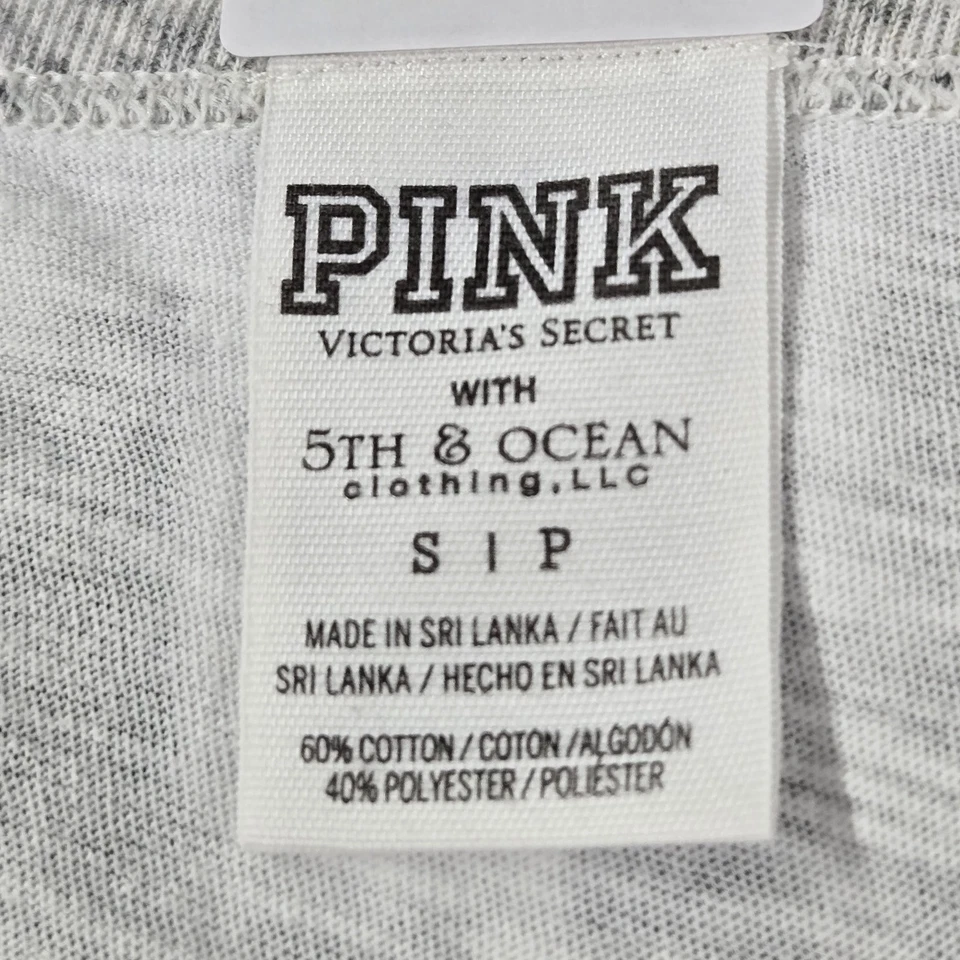 PINK
VICTORIA'S SECRET
WITH
5TH & OCEAN
clothing, LLC
S | P
MADE IN SRI LANKA / FAIT AU
SRI LANKA / HECHO EN SRI LANKA
60% COTTON / COTON / ALGODÓN
40% POLYESTER / POLIÉSTER